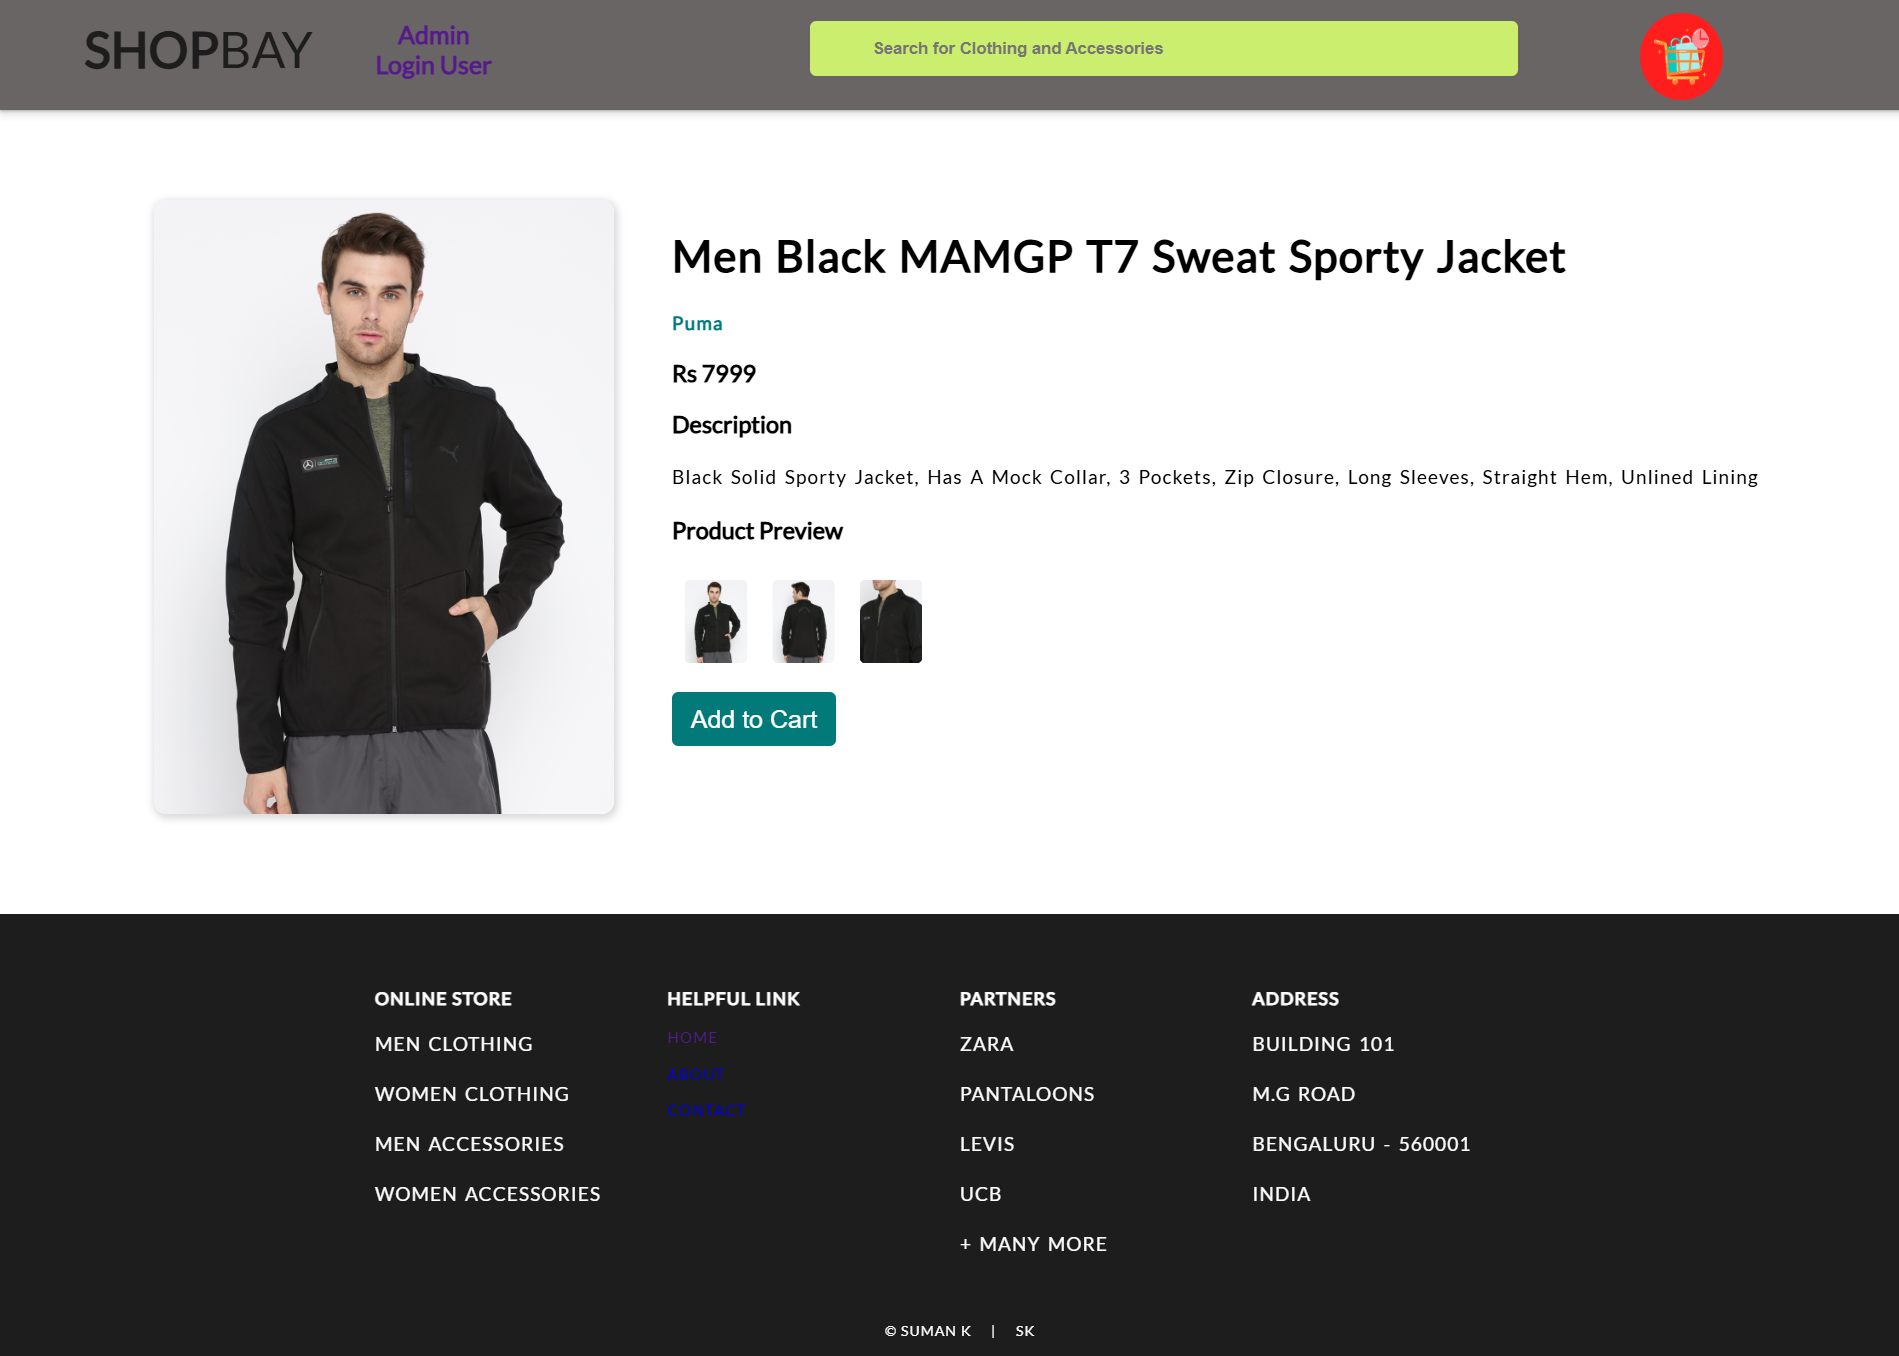 SHOPBAY
Admin
Login User
Search for Clothing and Accessories
Men Black MAMGP T7 Sweat Sporty Jacket
Puma
Rs 7999
Description
Black Solid Sporty Jacket, Has A Mock Collar, 3 Pockets, Zip Closure, Long Sleeves, Straight Hem, Unlined Lining
Product Preview
Add to Cart
ONLINE STORE
MEN CLOTHING
WOMEN CLOTHING
MEN ACCESSORIES
WOMEN ACCESSORIES
HELPFUL LINK
HOME
ABOUT
CONTACT
PARTNERS
ZARA
PANTALOONS
LEVIS
UCB
+ MANY MORE
ADDRESS
BUILDING 101
M.G ROAD
BENGALURU - 560001
INDIA
© SUMAN K | SK